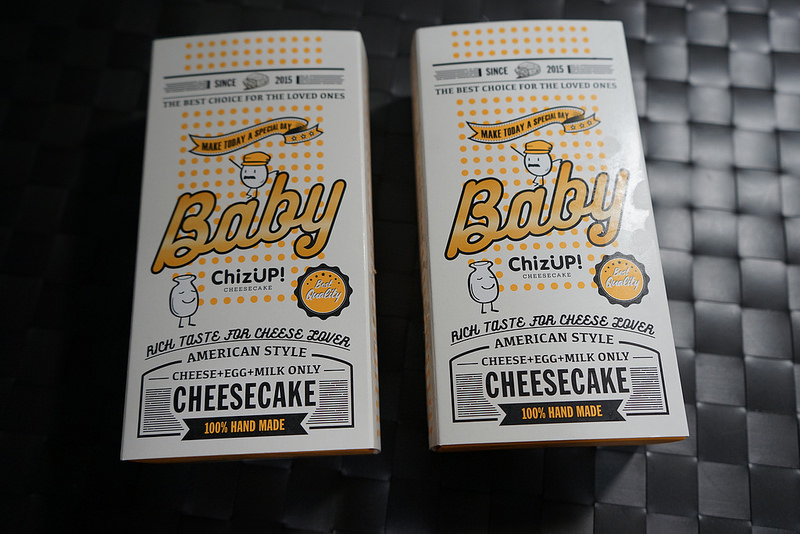 SINCE 2015
THE BEST CHOICE FOR THE LOVED ONES
MAKE TODAY A SPECIAL DAY
Baby
ChizUP!
CHEESECAKE
Best
Quality
RICH TASTE FOR CHEESE LOVER
AMERICAN STYLE
CHEESE+EGG+MILK ONLY
CHEESECAKE
100% HAND MADE
SINCE 2015
THE BEST CHOICE FOR THE LOVED ONES
MAKE TODAY A SPECIAL DAY
Baby
ChizUP!
CHEESECAKE
Best
Quality
RICH TASTE FOR CHEESE LOVER
AMERICAN STYLE
CHEESE+EGG+MILK ONLY
CHEESECAKE
100% HAND MADE